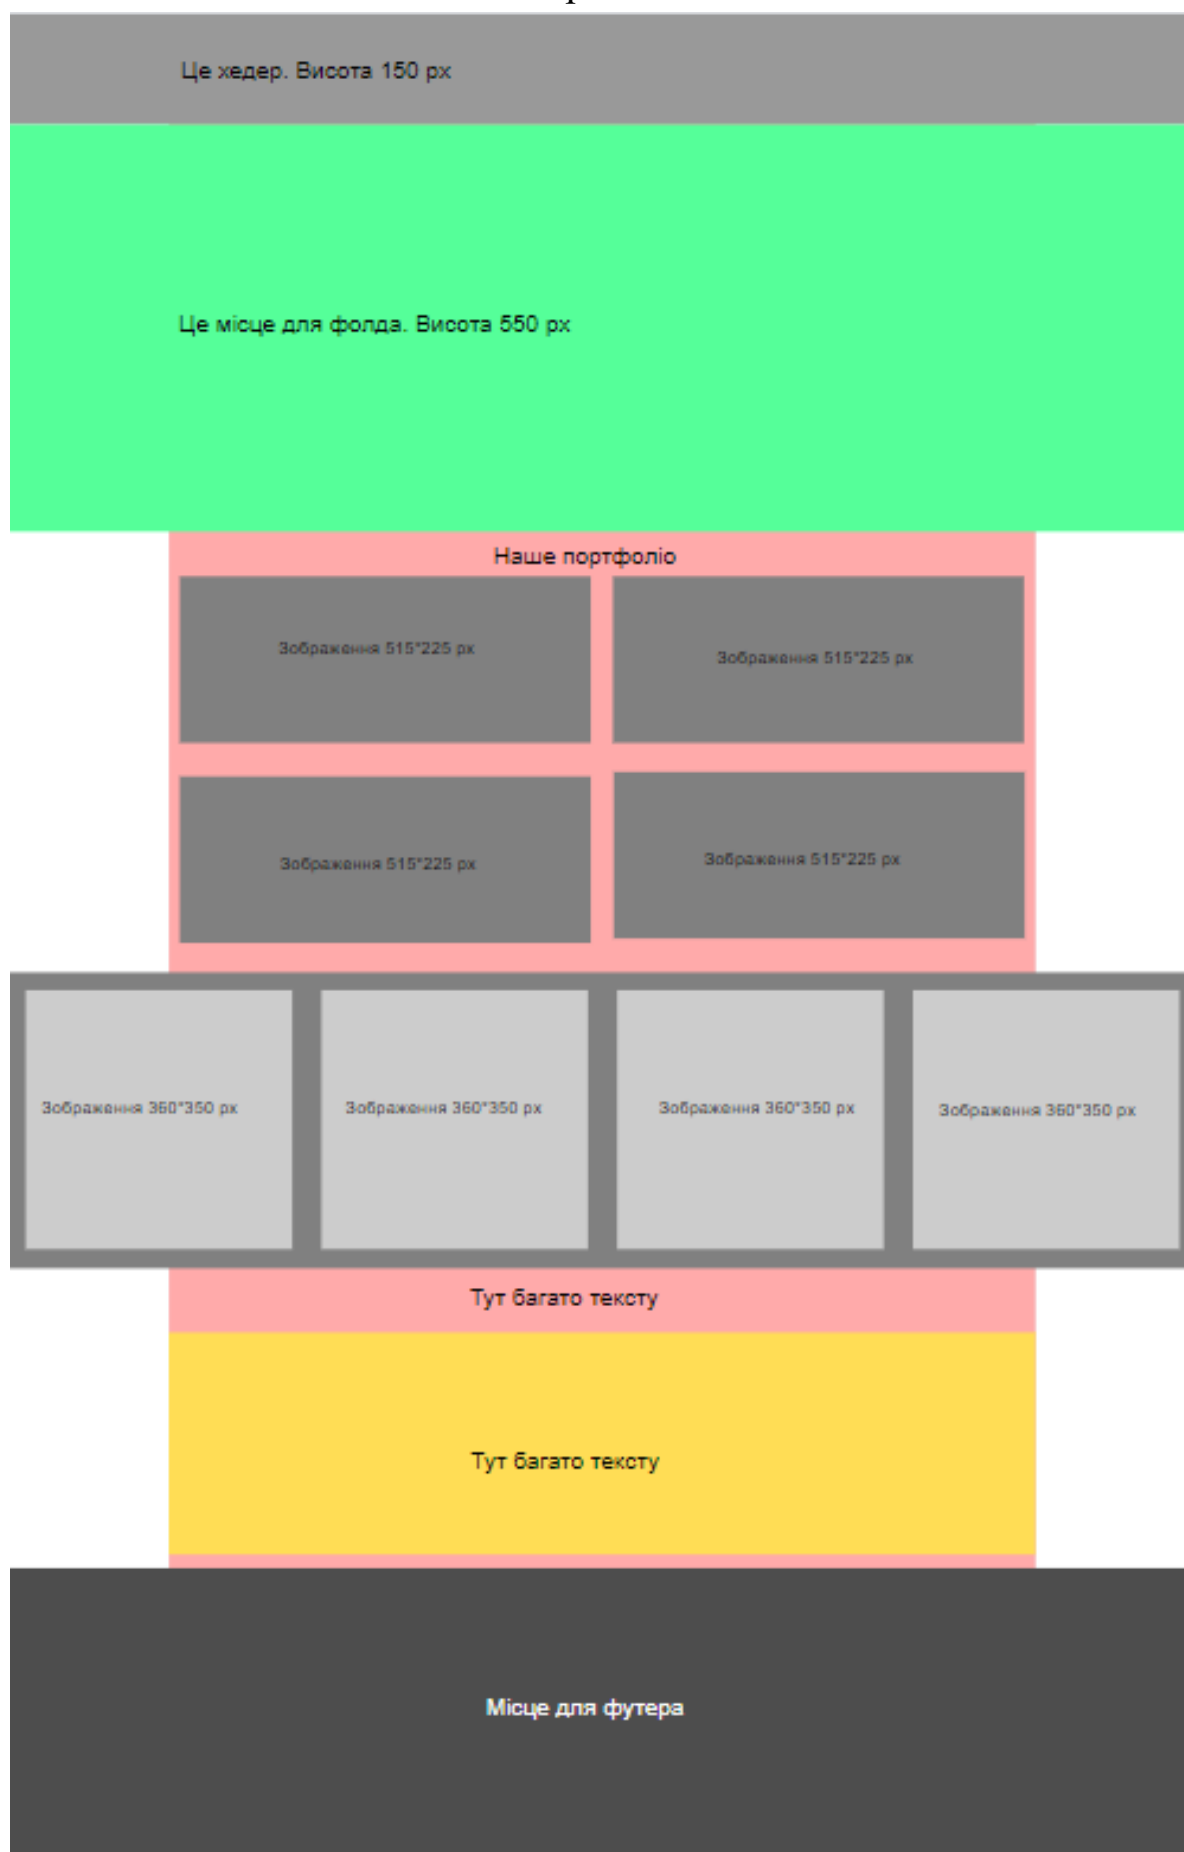 Це хедер. Висота 150 px
Це місце для фолда. Висота 550 px
Наше портфоліо
Зображення 515*225 px
Зображення 515*225 px
Зображення 515*225 px
Зображення 515*225 px
Зображення 360*350 px
Зображення 360*350 px
Зображення 360*350 px
Зображення 360*350 px
Тут багато тексту
Тут багато тексту
Місце для футера